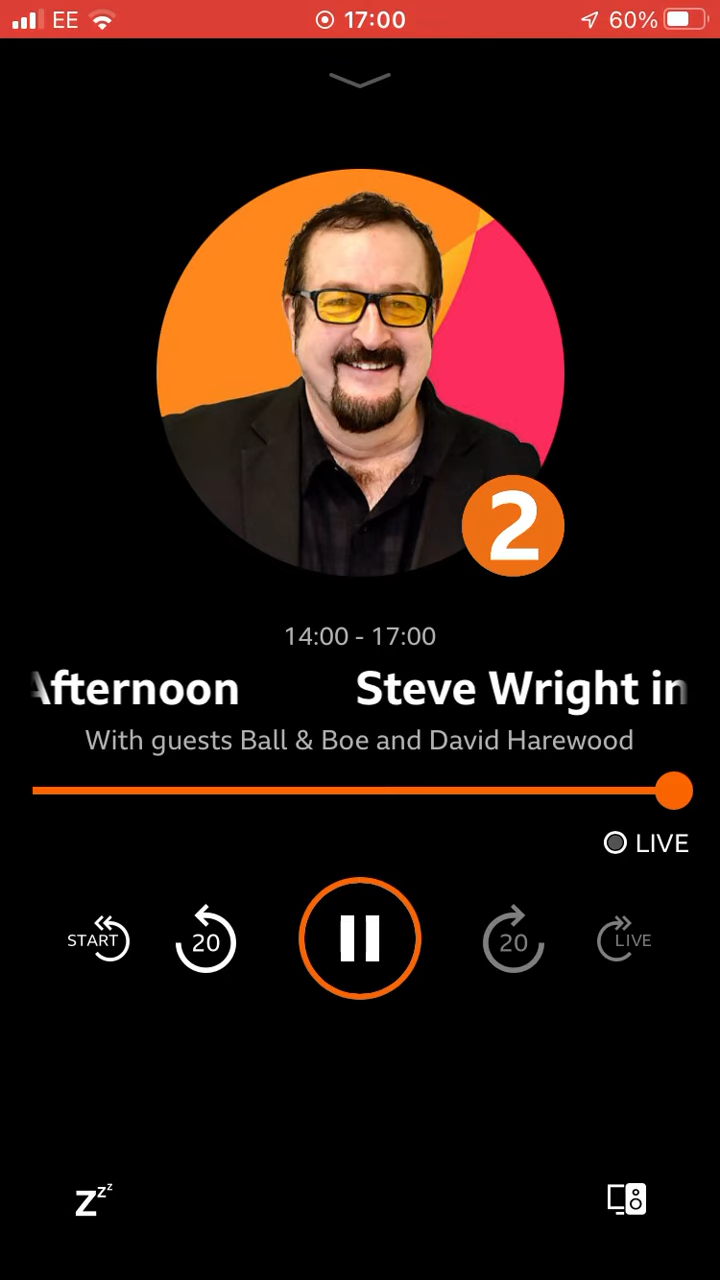 EE 17:00 60%
2
14:00 - 17:00
Afternoon Steve Wright in
With guests Ball & Boe and David Harewood
LIVE
START 20 20 LIVE
Zzz